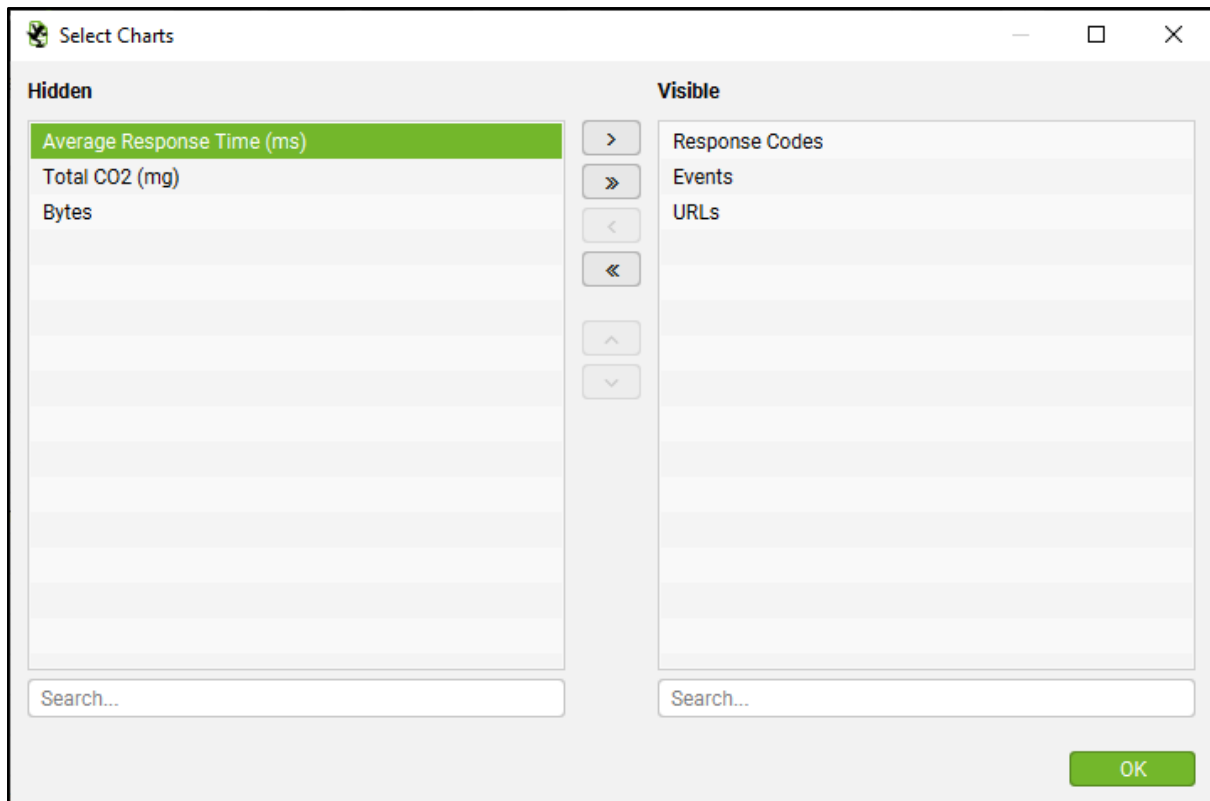 Select Charts
Hidden
Visible
Average Response Time (ms)
Total CO2 (mg)
Bytes
>
»
<
«
Response Codes
Events
URLs
Search...
Search...
OK